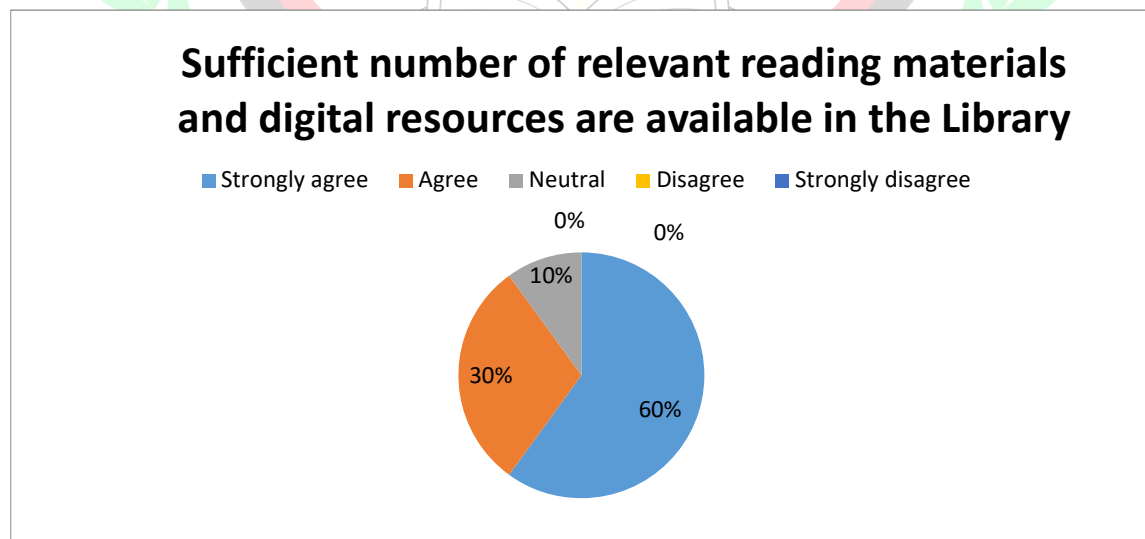 Sufficient number of relevant reading materials
and digital resources are available in the Library
Strongly agree Agree Neutral Disagree Strongly disagree
0%
0%
10%
30%
60%